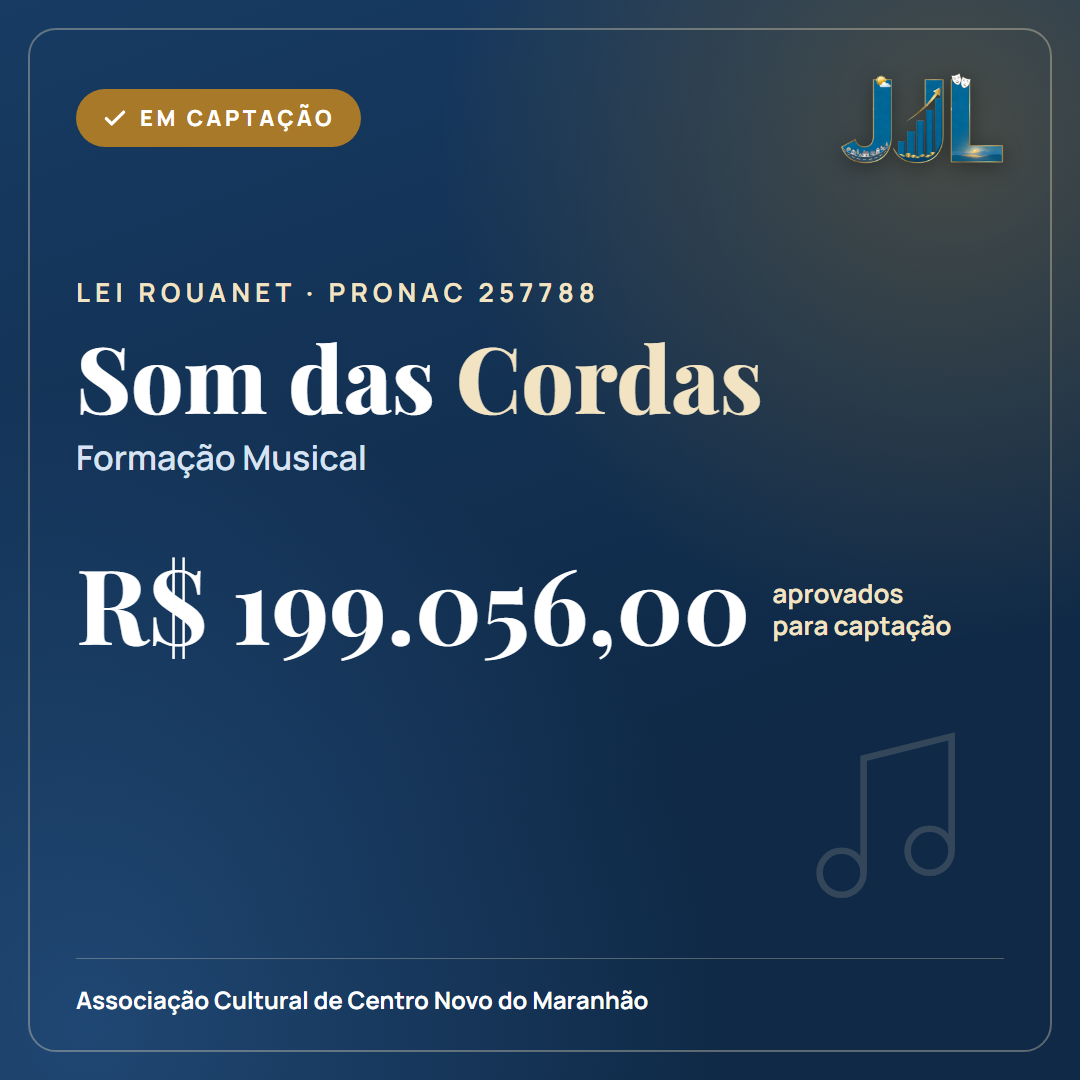 EM CAPTAÇÃO
JJL
LEI ROUANET · PRONAC 257788
Som das Cordas
Formação Musical
R$ 199.056,00
aprovados
para captação
Associação Cultural de Centro Novo do Maranhão